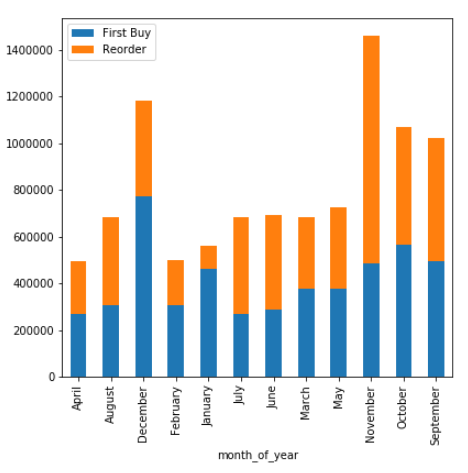 First Buy
Reorder
1400000
1200000
1000000
800000
600000
400000
200000
0
April
August
December
February
January
July
June
March
May
November
October
September
month_of_year